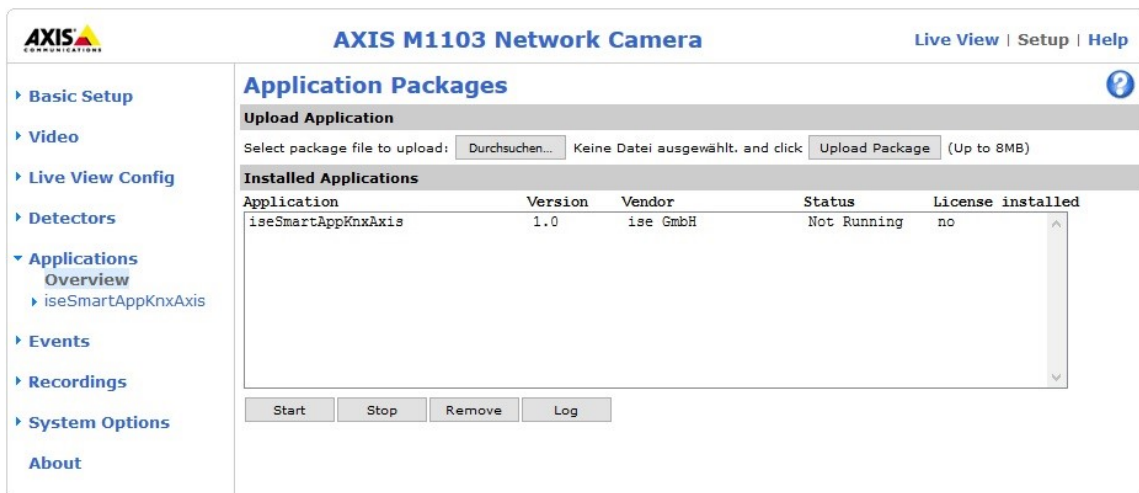 AXIS
COMMUNICATIONS
AXIS M1103 Network Camera
Live View | Setup | Help
Basic Setup
Video
Live View Config
Detectors
Applications
Overview
iseSmartAppKnxAxis
Events
Recordings
System Options
About
Application Packages
?
Upload Application
Select package file to upload: Durchsuchen... Keine Datei ausgewählt. and click Upload Package (Up to 8MB)
Installed Applications
Application Version Vendor Status License installed
iseSmartAppKnxAxis 1.0 ise GmbH Not Running no
Start Stop Remove Log